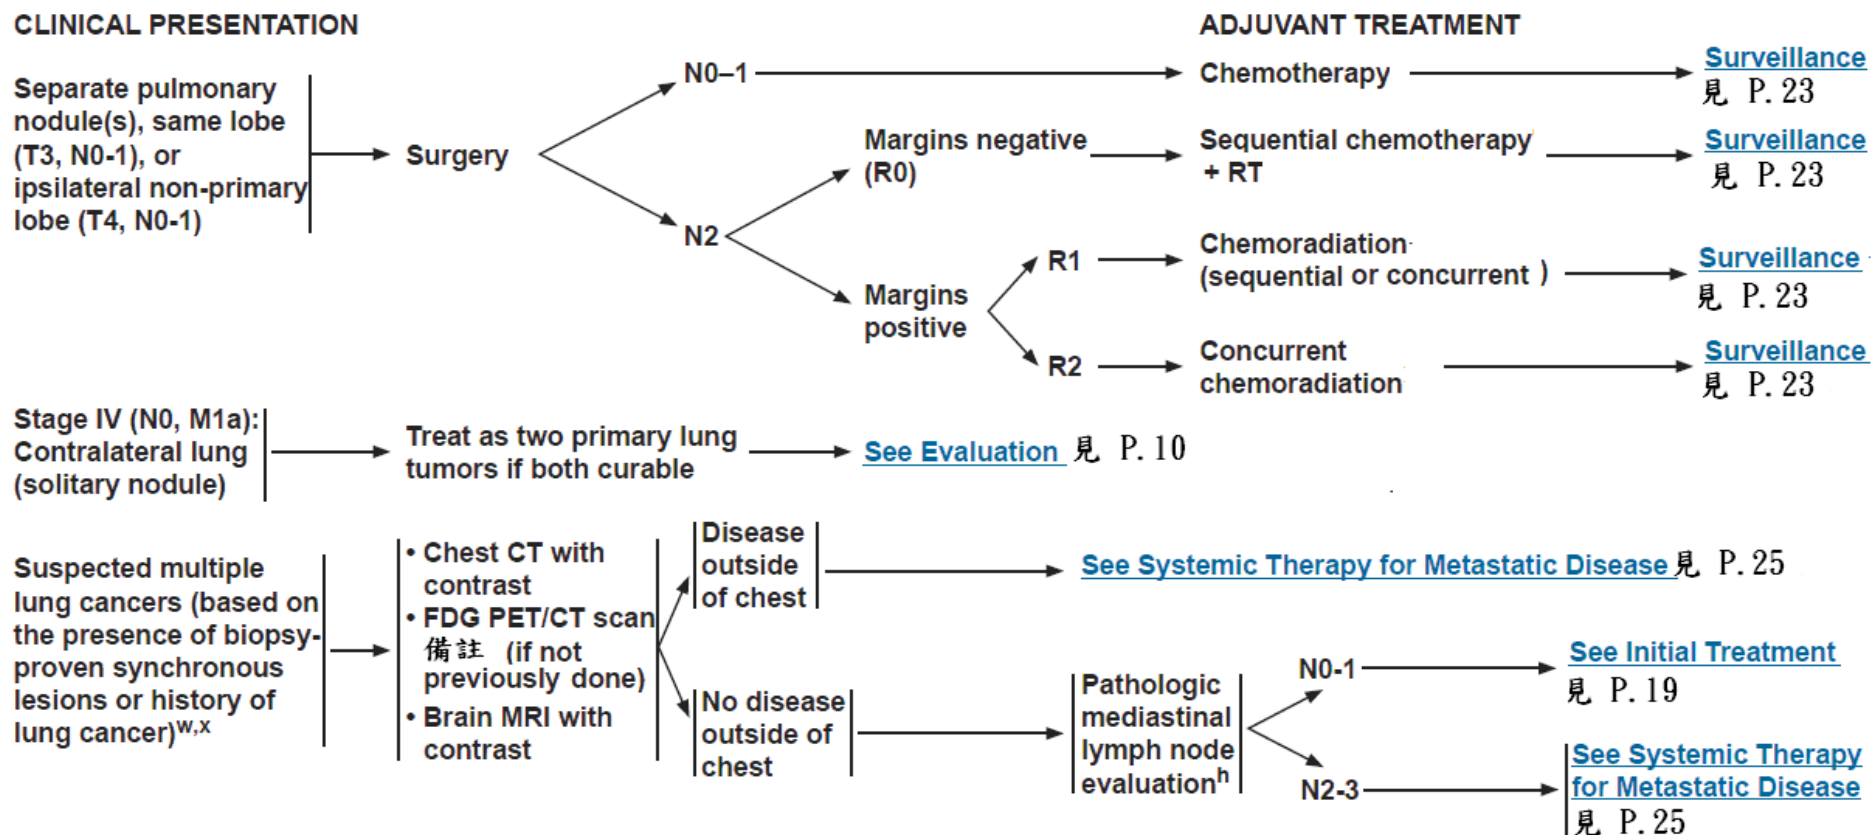 CLINICAL PRESENTATION
ADJUVANT TREATMENT
Separate pulmonary
nodule(s), same lobe
(T3, N0-1), or
ipsilateral non-primary
lobe (T4, N0-1)
Surgery
N0–1
Chemotherapy
Surveillance
見 P.23
N2
Margins negative
(R0)
Sequential chemotherapy
+ RT
Surveillance
見 P.23
Margins
positive
R1
Chemoradiation
(sequential or concurrent )
Surveillance
見 P.23
R2
Concurrent
chemoradiation
Surveillance
見 P.23
Stage IV (N0, M1a):
Contralateral lung
(solitary nodule)
Treat as two primary lung
tumors if both curable
See Evaluation 見 P.10
Suspected multiple
lung cancers (based on
the presence of biopsy-
proven synchronous
lesions or history of
lung cancer)w,x
• Chest CT with
contrast
• FDG PET/CT scan
備註 (if not
previously done)
• Brain MRI with
contrast
Disease
outside
of chest
See Systemic Therapy for Metastatic Disease 見 P.25
No disease
outside of
chest
Pathologic
mediastinal
lymph node
evaluationh
N0-1
See Initial Treatment
見 P.19
N2-3
See Systemic Therapy
for Metastatic Disease
見 P.25